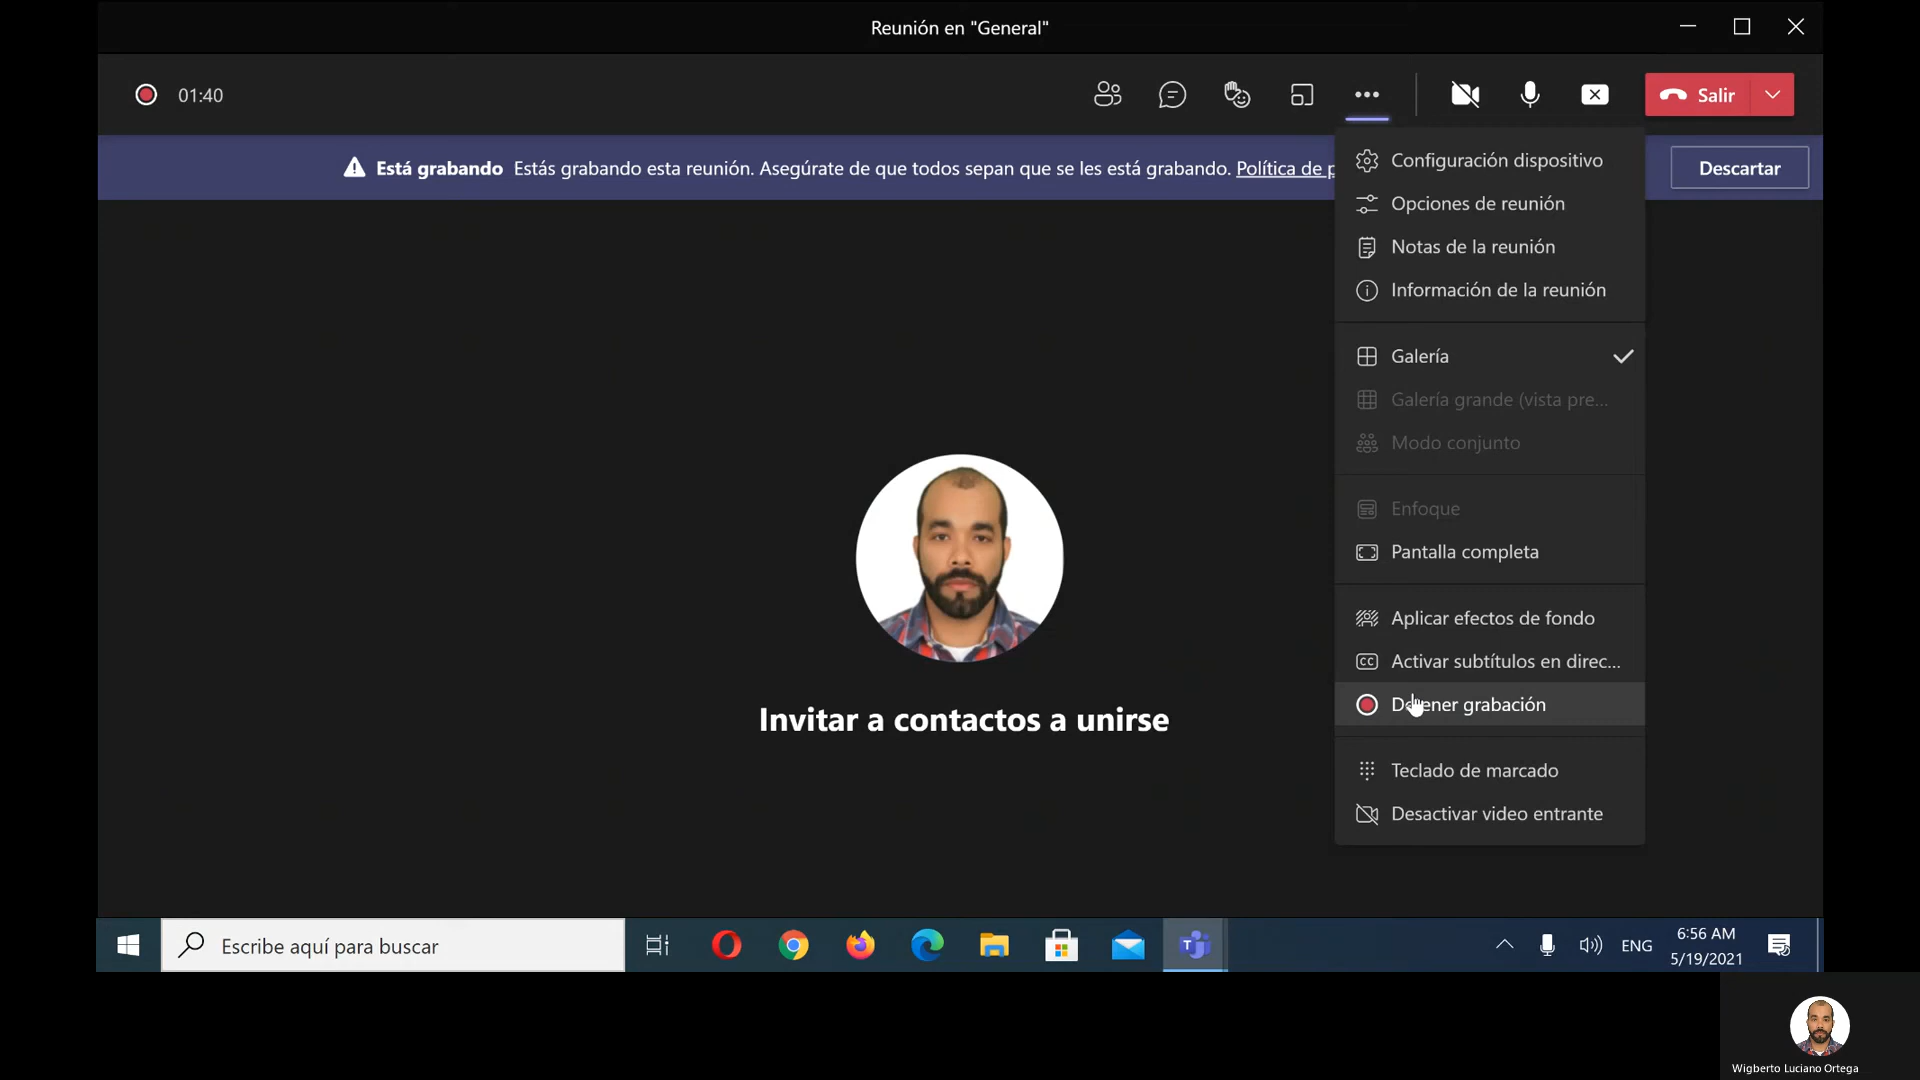 Reunión en "General"
01:40
Salir
Está grabando Estás grabando esta reunión. Asegúrate de que todos sepan que se les está grabando. Política de p
Descartar
Configuración dispositivo
Opciones de reunión
Notas de la reunión
Información de la reunión
Galería
Galería grande (vista pre...
Modo conjunto
Enfoque
Pantalla completa
Aplicar efectos de fondo
CC Activar subtítulos en direc...
Detener grabación
Teclado de marcado
Desactivar video entrante
Invitar a contactos a unirse
Escribe aquí para buscar
ENG
6:56 AM
5/19/2021
Wigberto Luciano Ortega